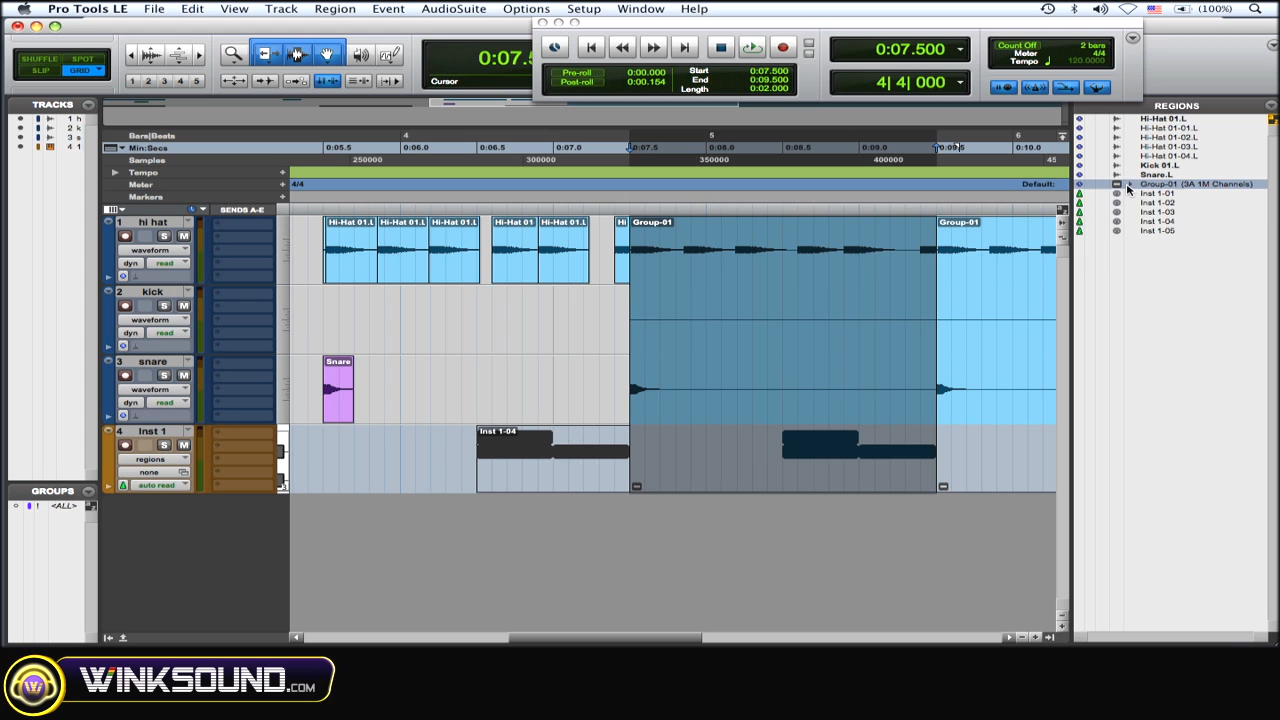 Pro Tools LE File Edit View Track Region Event AudioSuite Options Setup Window Help (100%)
SHUFFLE SPOT
SLIP GRID
1 2 3 4 5
0:07.5
Cursor
Pre-roll 0:00.000
Post-roll 0:00.154
Start 0:07.500
End 0:09.500
Length 0:02.000
0:07.500
4| 4| 000
Count Off 2 bars
Meter 4/4
Tempo 120.0000
TRACKS
1 h
2 k
3 s
4 1
Bars|Beats 4 5 6
Min:Secs 0:05.5 0:06.0 0:06.5 0:07.0 0:07.5 0:08.0 0:08.5 0:09.0 0:09.5 0:10.0
Samples 250000 300000 350000 400000 45
Tempo
Meter 4/4 Default:
Markers
SENDS A-E
1 hi hat
S M
waveform
dyn read
Hi-Hat 01.L Hi-Hat 01.L Hi-Hat 01.L Hi-Hat 01 Hi-Hat 01.L Hi Group-01 Group-01
2 kick
S M
waveform
dyn read
3 snare
S M
waveform
dyn read
Snare
4 Inst 1
S M
regions
none
auto read
Inst 1-04
GROUPS
! <ALL>
REGIONS
Hi-Hat 01.L
Hi-Hat 01-01.L
Hi-Hat 01-02.L
Hi-Hat 01-03.L
Hi-Hat 01-04.L
Kick 01.L
Snare.L
Group-01 (3A 1M Channels)
Inst 1-01
Inst 1-02
Inst 1-03
Inst 1-04
Inst 1-05
WINKSOUND.COM